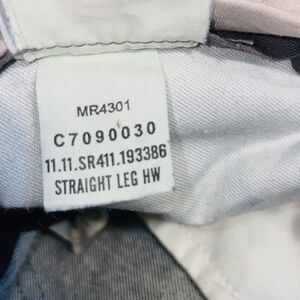 MR4301
C7090030
11.11.SR411.193386
STRAIGHT LEG HW